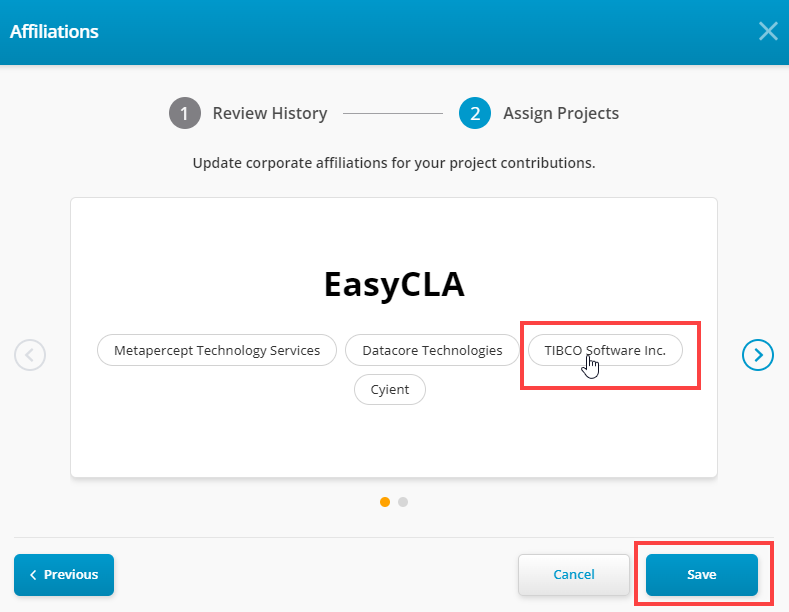 Affiliations
1 Review History 2 Assign Projects
Update corporate affiliations for your project contributions.
EasyCLA
Metapercept Technology Services Datacore Technologies TIBCO Software Inc.
Cyient
Previous Cancel Save